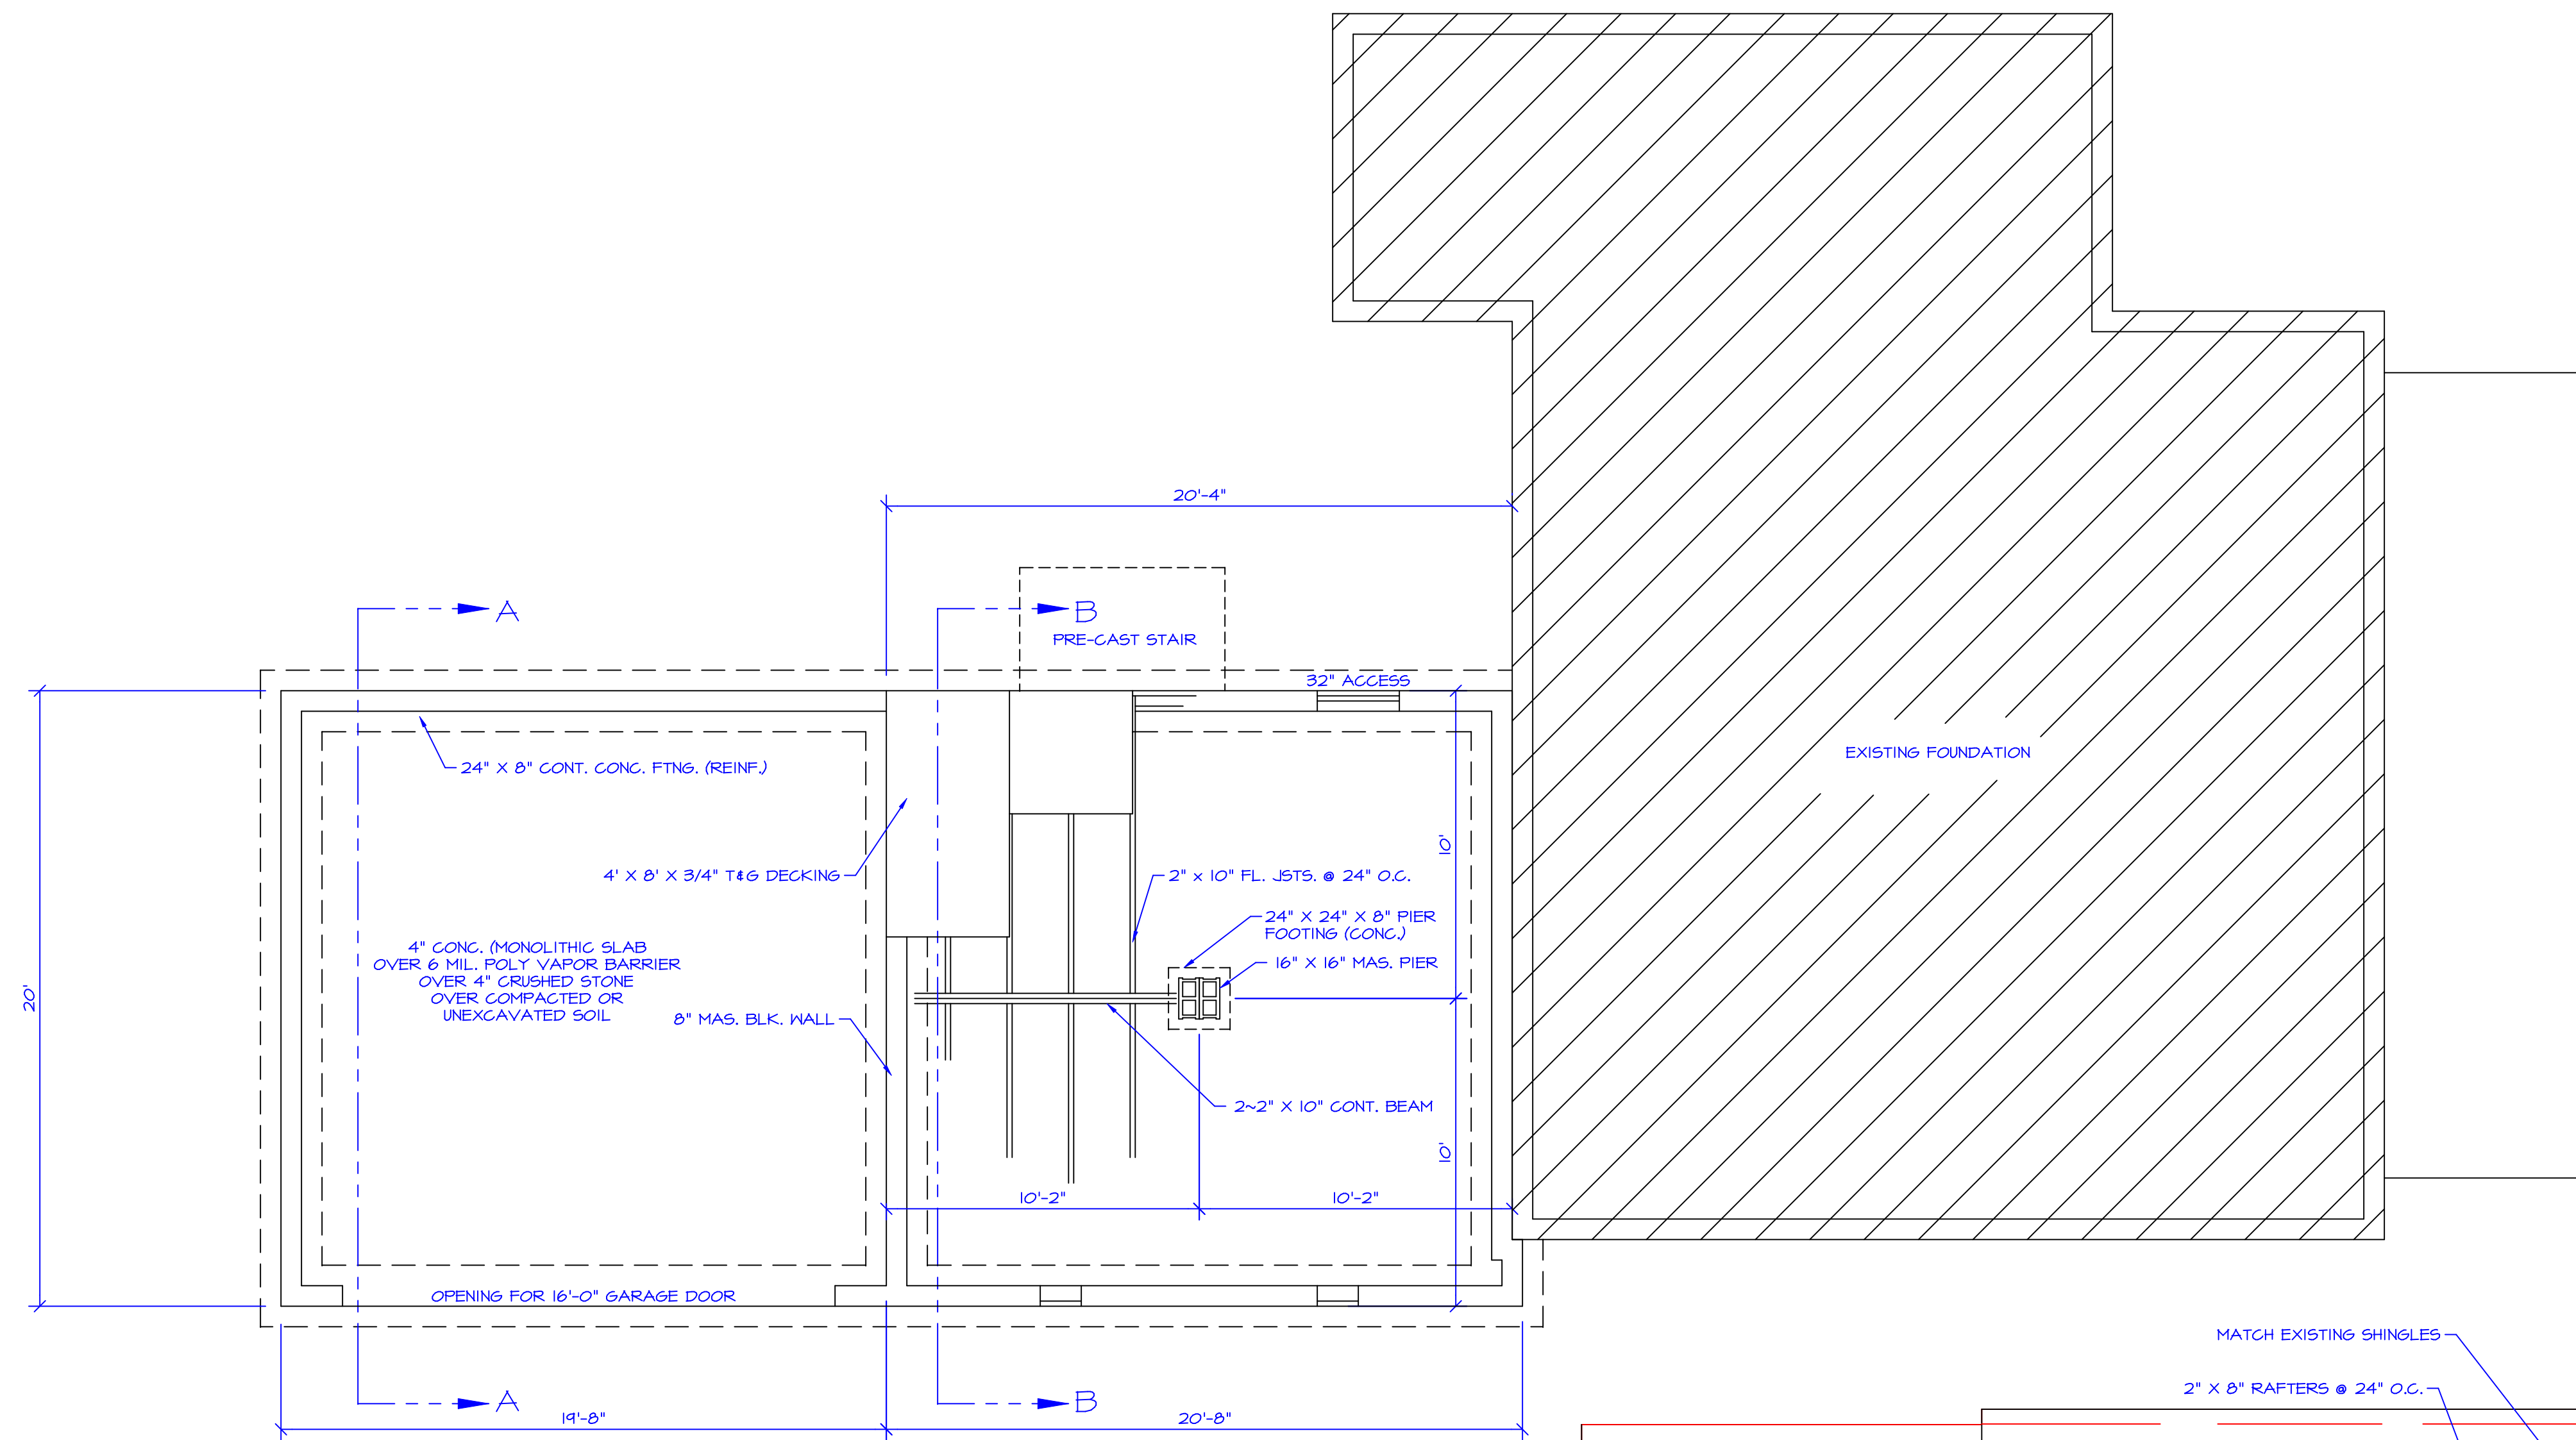 20'-4"
A
B
PRE-CAST STAIR
32" ACCESS
EXISTING FOUNDATION
24" X 8" CONT. CONC. FTNG. (REINF.)
10'
4' X 8' X 3/4" T&G DECKING
2" x 10" FL. JSTS. @ 24" O.C.
24" X 24" X 8" PIER
FOOTING (CONC.)
16" X 16" MAS. PIER
4" CONC. (MONOLITHIC SLAB
OVER 6 MIL. POLY VAPOR BARRIER
OVER 4" CRUSHED STONE
OVER COMPACTED OR
UNEXCAVATED SOIL
20'
8" MAS. BLK. WALL
2~2" X 10" CONT. BEAM
10'
10'-2"
10'-2"
OPENING FOR 16'-0" GARAGE DOOR
MATCH EXISTING SHINGLES
2" X 8" RAFTERS @ 24" O.C.
A
B
19'-8"
20'-8"